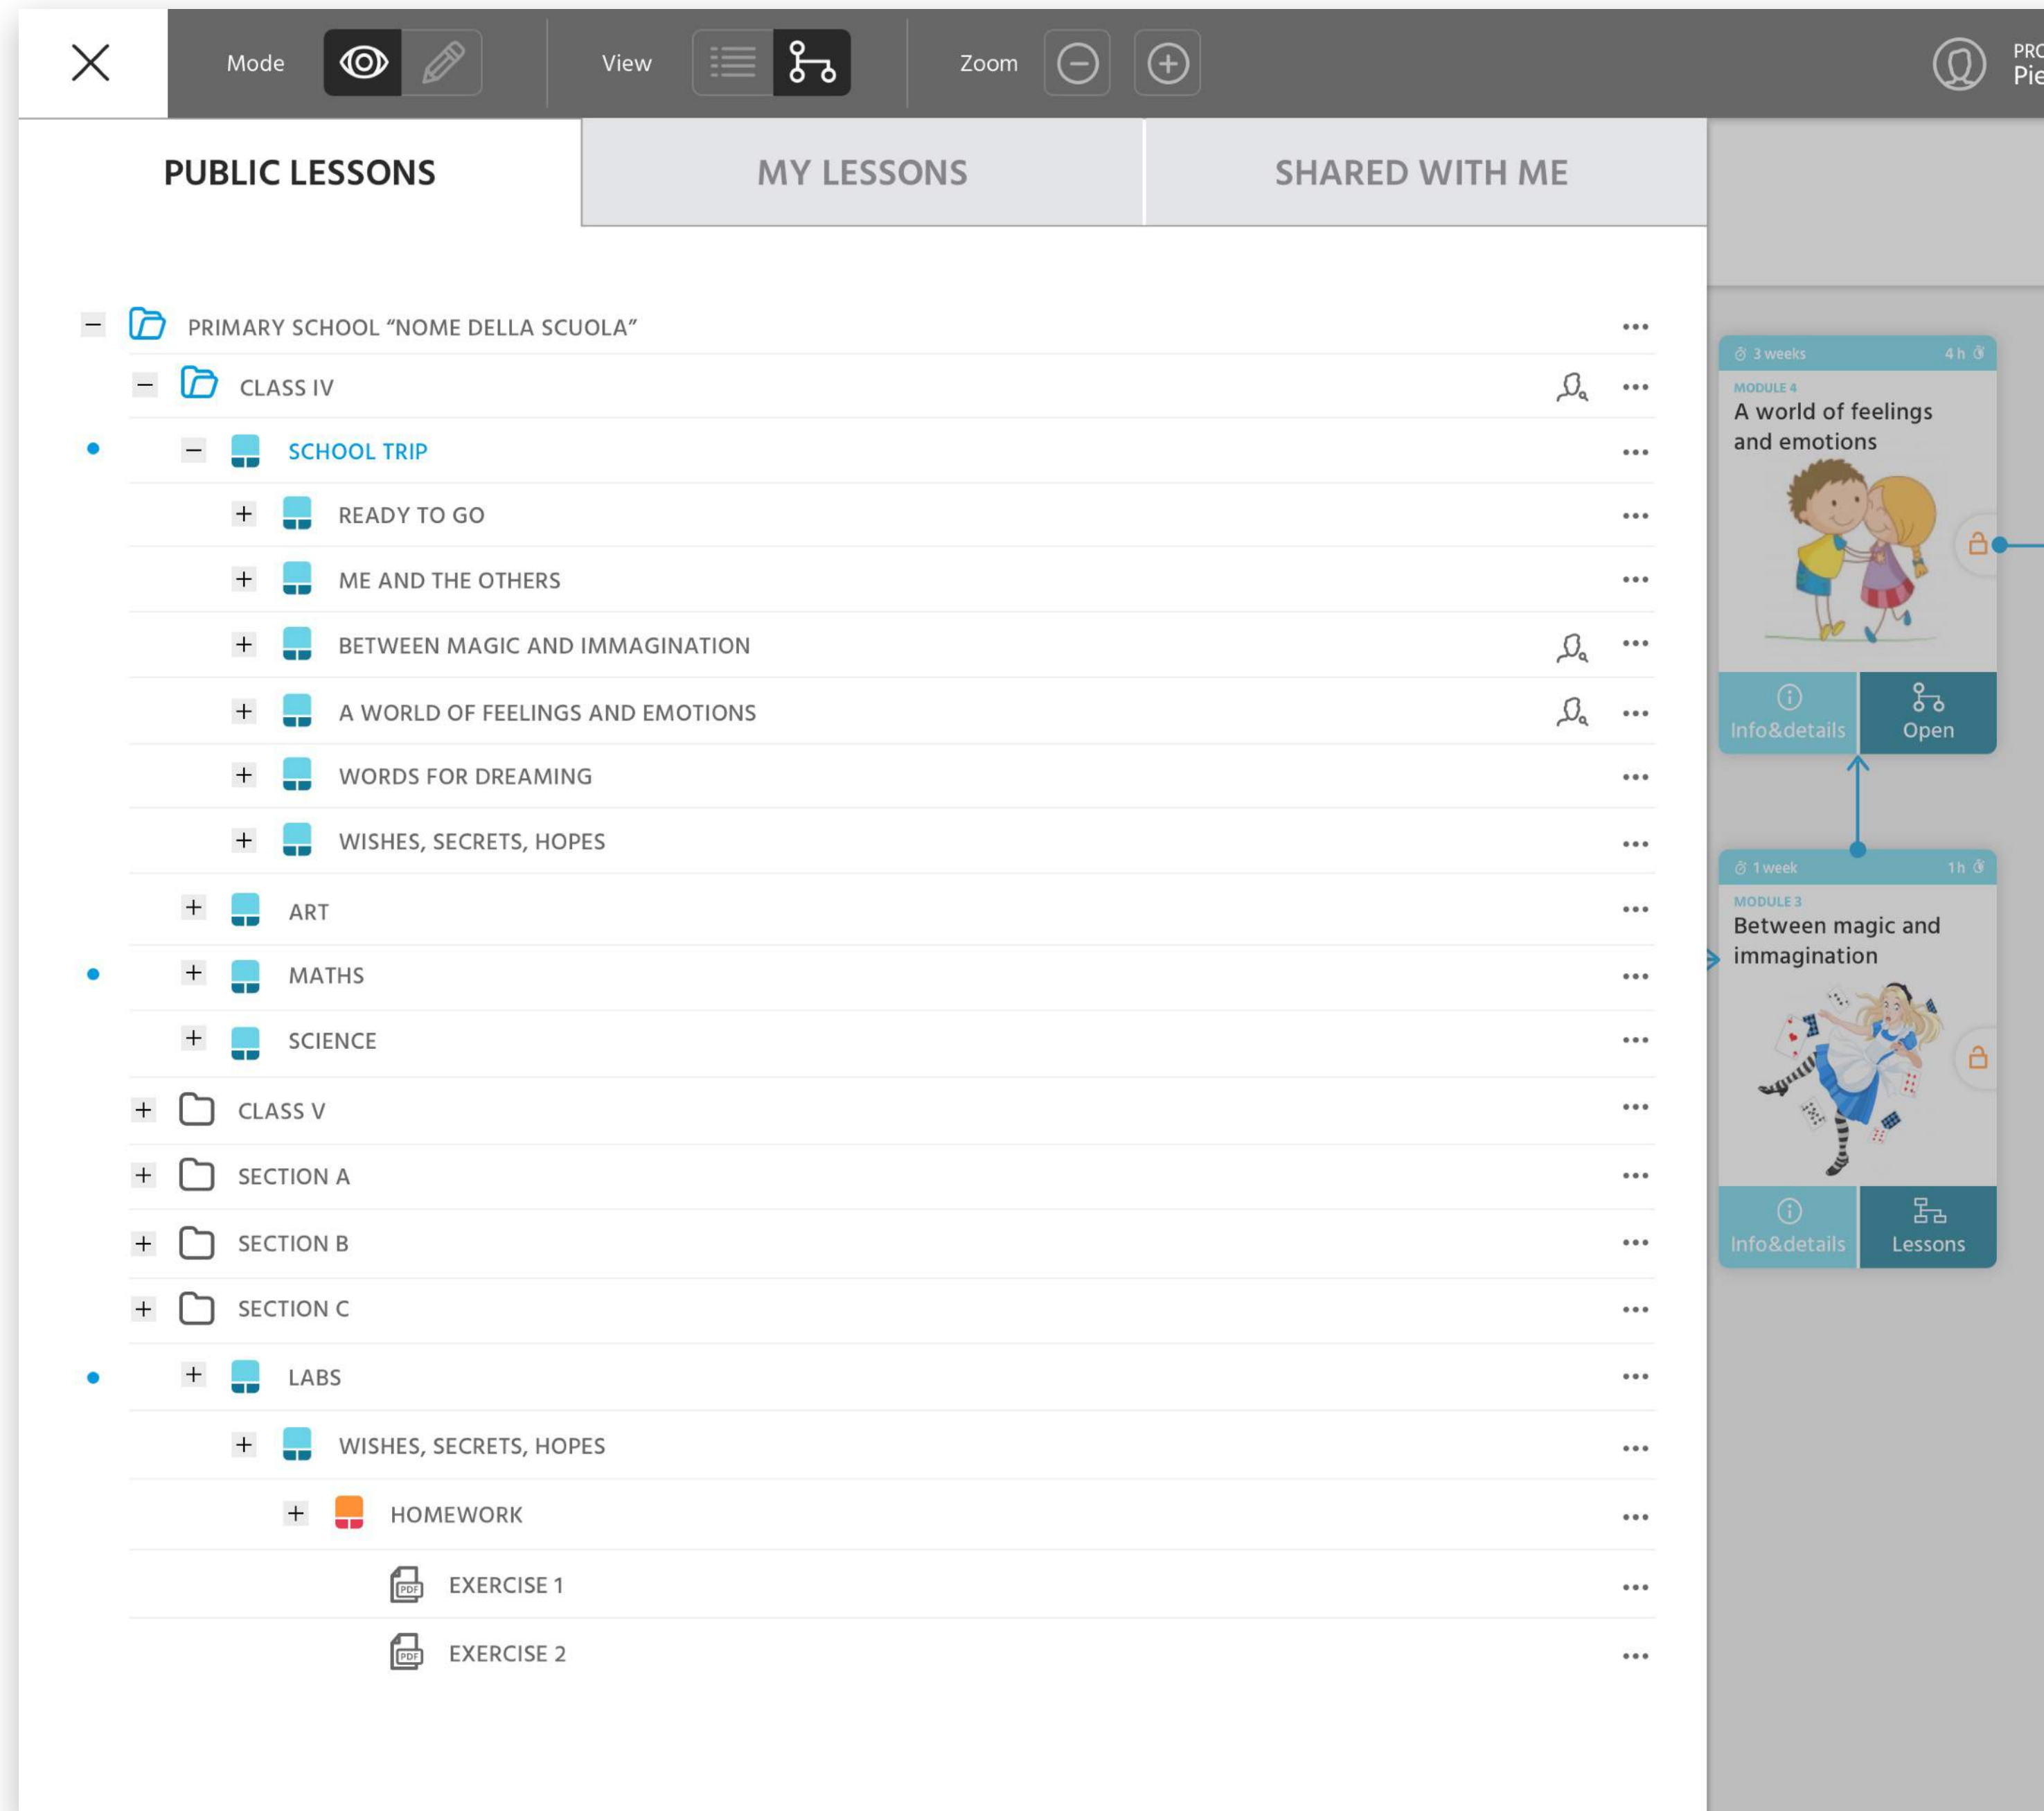 Mode
View
Zoom
PUBLIC LESSONS
MY LESSONS
SHARED WITH ME
PRIMARY SCHOOL “NOME DELLA SCUOLA”
CLASS IV
SCHOOL TRIP
READY TO GO
ME AND THE OTHERS
BETWEEN MAGIC AND IMMAGINATION
A WORLD OF FEELINGS AND EMOTIONS
WORDS FOR DREAMING
WISHES, SECRETS, HOPES
ART
MATHS
SCIENCE
CLASS V
SECTION A
SECTION B
SECTION C
LABS
WISHES, SECRETS, HOPES
HOMEWORK
PDF
EXERCISE 1
PDF
EXERCISE 2
3 weeks
4 h
MODULE 4
A world of feelings
and emotions
Info&details
Open
1 week
1 h
MODULE 3
Between magic and
immagination
Info&details
Lessons